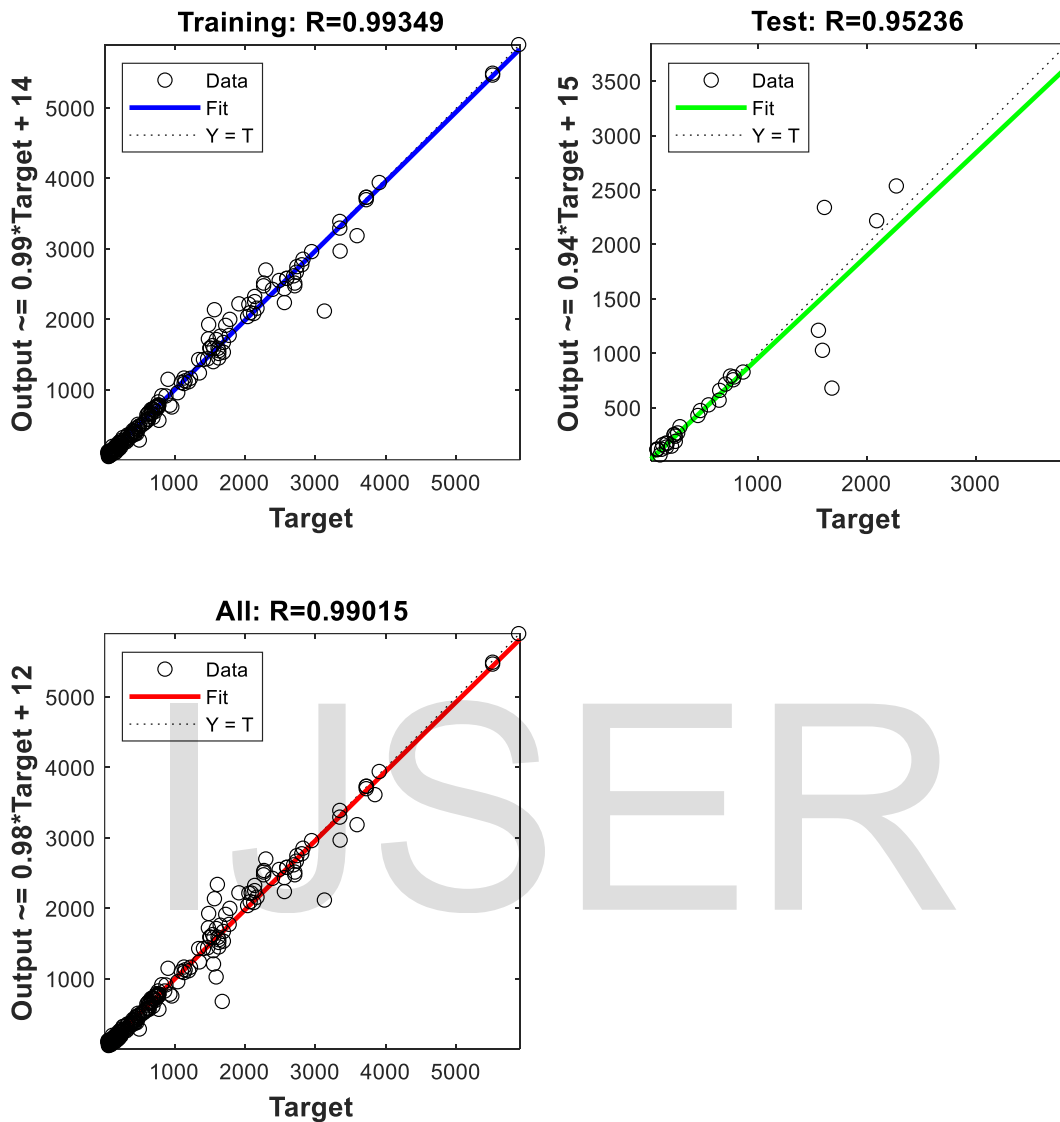 Training: R=0.99349
Output ~= 0.99*Target + 14
Data
Fit
Y = T
5000
4000
3000
2000
1000
1000 2000 3000 4000 5000
Target
Test: R=0.95236
Output ~= 0.94*Target + 15
Data
Fit
Y = T
3500
3000
2500
2000
1500
1000
500
1000 2000 3000
Target
All: R=0.99015
Output ~= 0.98*Target + 12
Data
Fit
Y = T
5000
4000
3000
2000
1000
1000 2000 3000 4000 5000
Target
IJSER